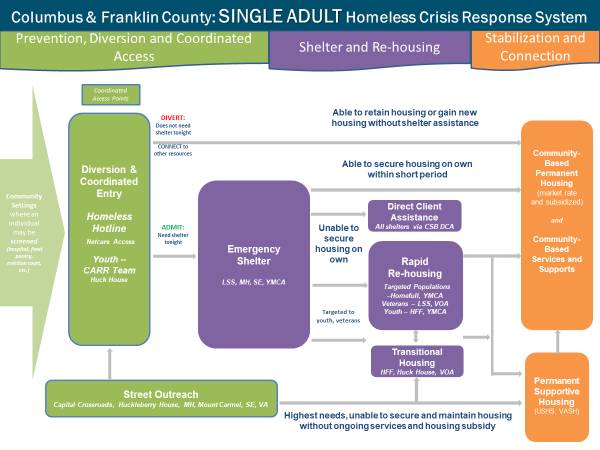 Columbus & Franklin County: SINGLE ADULT Homeless Crisis Response System
Prevention, Diversion and Coordinated
Access
Shelter and Re-housing
Stabilization and
Connection
Coordinated
Access Points
Community
Settings
where an
individual
may be
screened
(hospital, food
pantry,
etc.)
Diversion &
Coordinated
Entry
Homeless
Hotline
Netcare Access
Youth –
CARR Team
Huck House
DIVERT:
Does not need
shelter tonight
CONNECT to
other resources
ADMIT:
Need shelter
tonight
Emergency
Shelter
LSS, MH, SE, YMCA
Able to retain housing or gain new
housing without shelter assistance
Able to secure housing on own
within short period
Unable to
secure
housing on
own
Targeted to
youth, veterans
Direct Client
Assistance
All shelters via CSB DCA
Rapid
Re-housing
Targeted Populations
–Homefull, YMCA
Veterans – LSS, VOA
Youth – HFF, YMCA
Transitional
Housing
HFF, Huck House, VOA
Community-
Based
Permanent
Housing
(market rate
and subsidized)
and
Community-
Based
Services and
Supports
Permanent
Supportive
Housing
(USHS, VASH)
Street Outreach
Capital Crossroads, Huckleberry House, MH, Mount Carmel, SE, VA
Highest needs, unable to secure and maintain housing
without ongoing services and housing subsidy